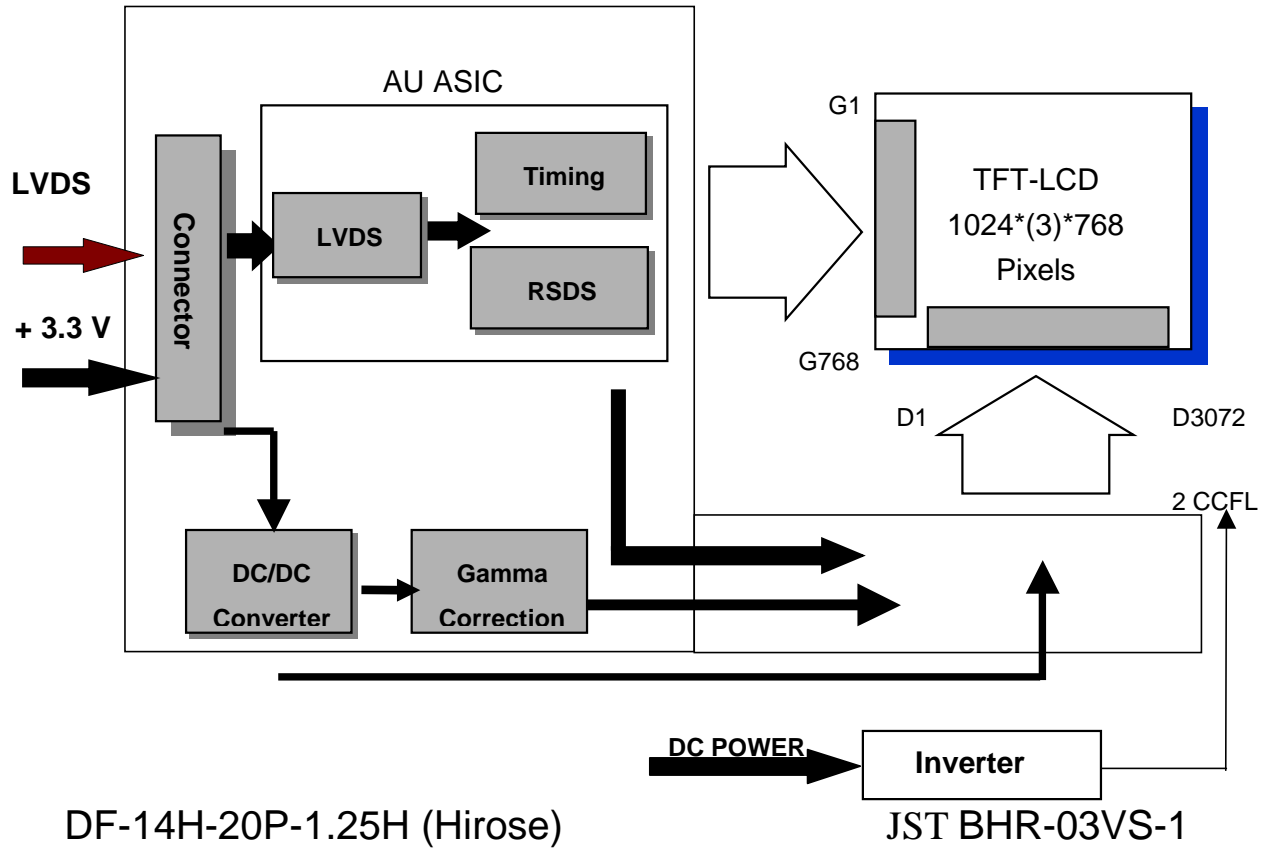 AU ASIC
LVDS
+ 3.3 V
Connector
LVDS
Timing
RSDS
G1
TFT-LCD
1024*(3)*768
Pixels
G768
D1
D3072
2 CCFL
DC/DC
Converter
Gamma
Correction
DC POWER
Inverter
DF-14H-20P-1.25H (Hirose)
JST BHR-03VS-1